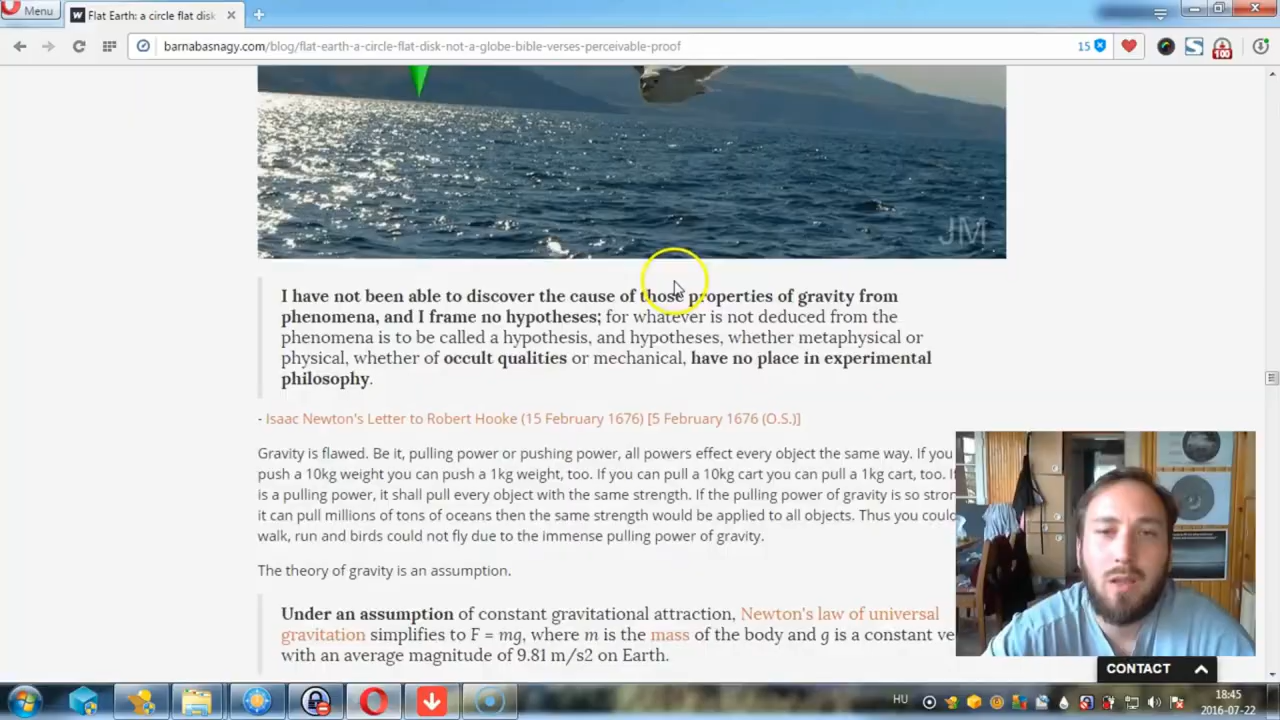 Menu
Flat Earth: a circle flat disk
barnabasnagy.com/blog/flat-earth-a-circle-flat-disk-not-a-globe-bible-verses-perceivable-proof
15
100
JM
I have not been able to discover the cause of those properties of gravity from
phenomena, and I frame no hypotheses; for whatever is not deduced from the
phenomena is to be called a hypothesis, and hypotheses, whether metaphysical or
physical, whether of occult qualities or mechanical, have no place in experimental
philosophy.
- Isaac Newton's Letter to Robert Hooke (15 February 1676) [5 February 1676 (O.S.)]
Gravity is flawed. Be it, pulling power or pushing power, all powers effect every object the same way. If you
push a 10kg weight you can push a 1kg weight, too. If you can pull a 10kg cart you can pull a 1kg cart, too.
is a pulling power, it shall pull every object with the same strength. If the pulling power of gravity is so
it can pull millions of tons of oceans then the same strength would be applied to all objects. Thus you
walk, run and birds could not fly due to the immense pulling power of gravity.
The theory of gravity is an assumption.
Under an assumption of constant gravitational attraction, Newton's law of universal
gravitation simplifies to F = mg, where m is the mass of the body and g is a constant
with an average magnitude of 9.81 m/s2 on Earth.
CONTACT
HU
18:45
2016-07-22